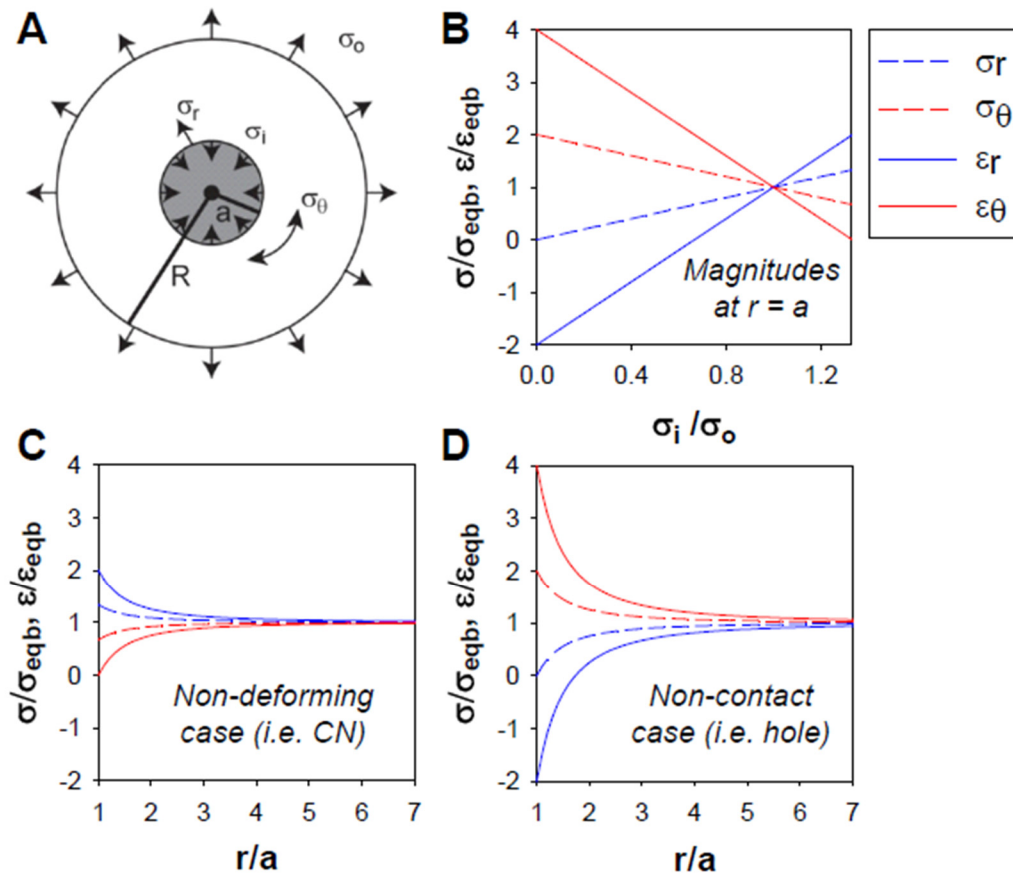 A
σo
σr
σi
σθ
a
R
B
σ/σeqb, ε/εeqb
4
3
2
1
0
-1
-2
0.0 0.4 0.8 1.2
σi /σo
Magnitudes
at r = a
σr
σθ
εr
εθ
C
σ/σeqb, ε/εeqb
4
3
2
1
0
-1
-2
1 2 3 4 5 6 7
r/a
Non-deforming
case (i.e. CN)
D
σ/σeqb, ε/εeqb
4
3
2
1
0
-1
-2
1 2 3 4 5 6 7
r/a
Non-contact
case (i.e. hole)